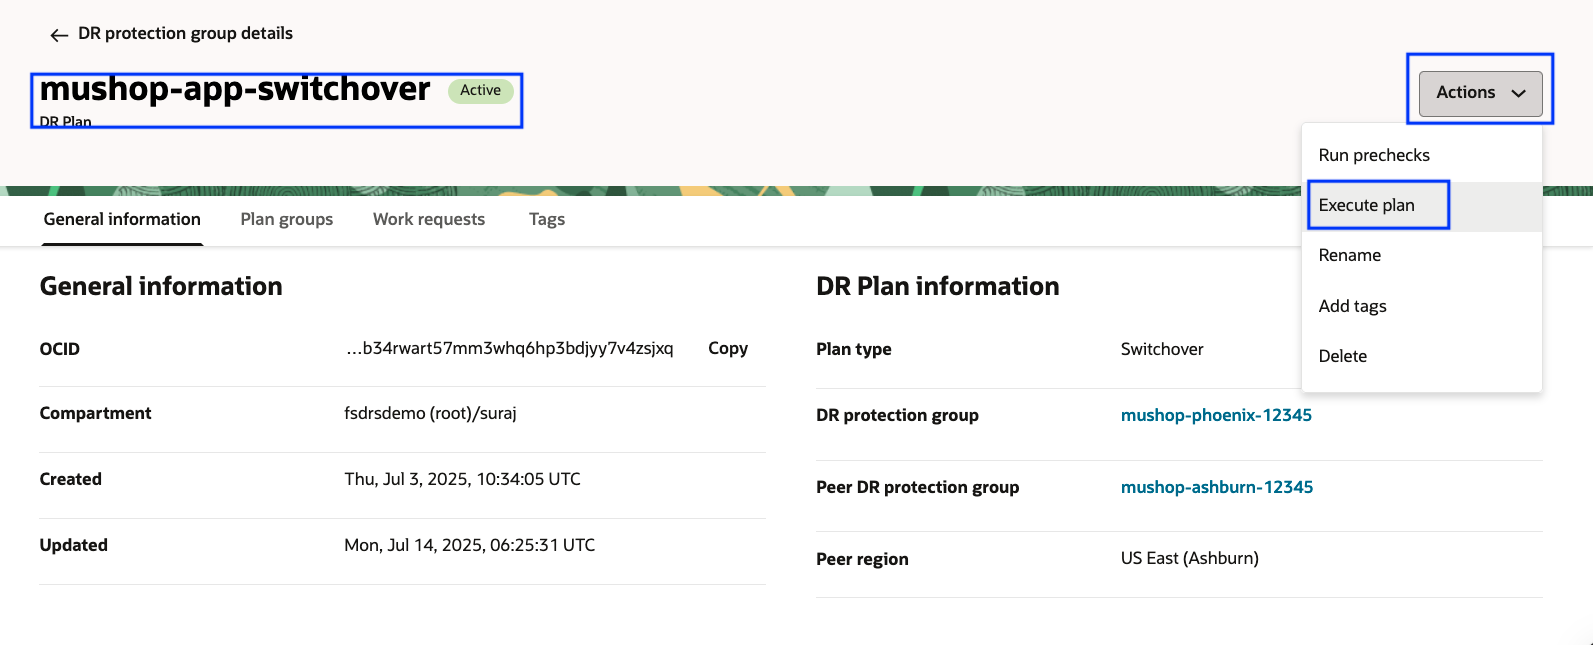 DR protection group details
mushop-app-switchover Active
DR Plan
Actions
Run prechecks
Execute plan
Rename
Add tags
Delete
General information Plan groups Work requests Tags
General information
OCID ...b34rwart57mm3whq6hp3bdjyy7v4zsjxq Copy
Compartment fsdrsdemo (root)/suraj
Created Thu, Jul 3, 2025, 10:34:05 UTC
Updated Mon, Jul 14, 2025, 06:25:31 UTC
DR Plan information
Plan type Switchover
DR protection group mushop-phoenix-12345
Peer DR protection group mushop-ashburn-12345
Peer region US East (Ashburn)